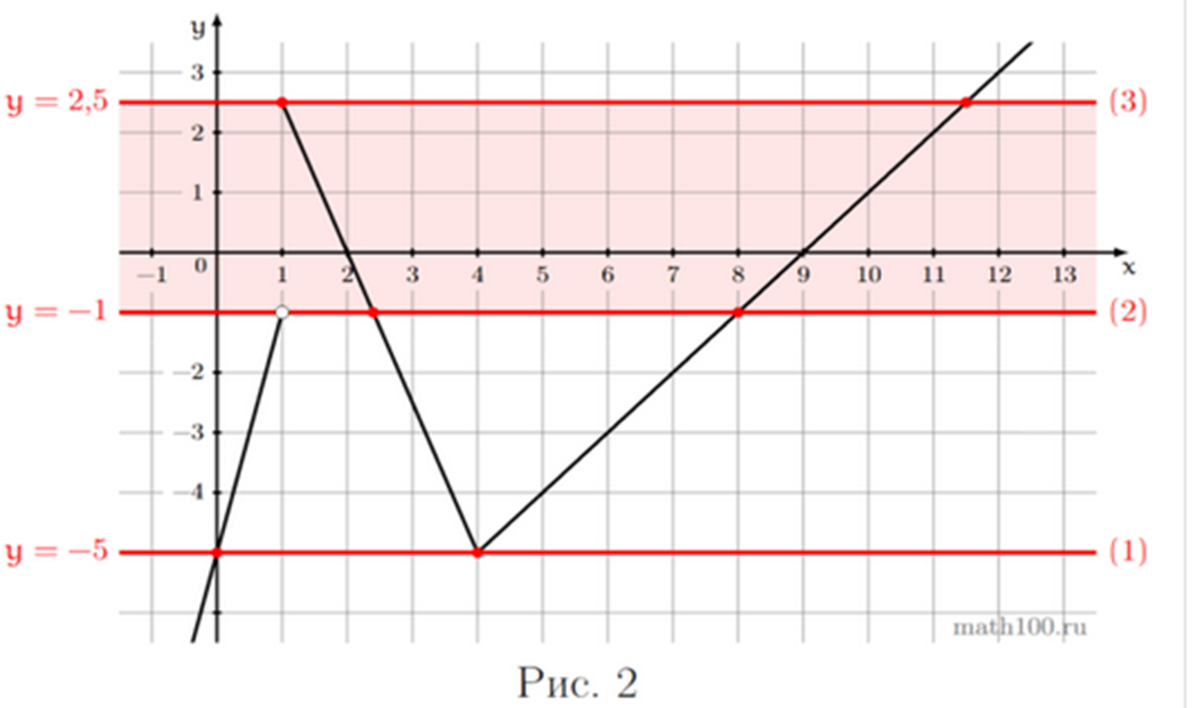 y
3
y = 2,5 (3)
2
1
−1 0 1 2 3 4 5 6 7 8 9 10 11 12 13 x
y = −1 (2)
−2
−3
−4
y = −5 (1)
math100.ru
Рис. 2